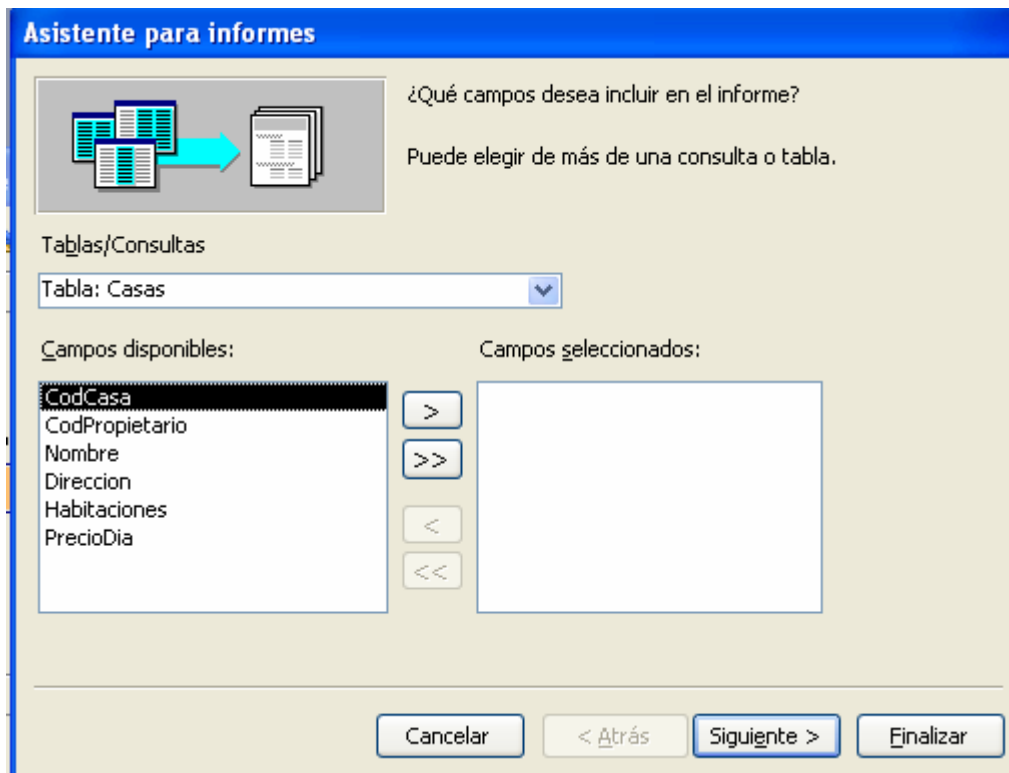 Asistente para informes
¿Qué campos desea incluir en el informe?
Puede elegir de más de una consulta o tabla.
Tablas/Consultas
Tabla: Casas
Campos disponibles:
Campos seleccionados:
CodCasa
CodPropietario
Nombre
Direccion
Habitaciones
PrecioDia
>
>>
<
<<
Cancelar
< Atrás
Siguiente >
Finalizar